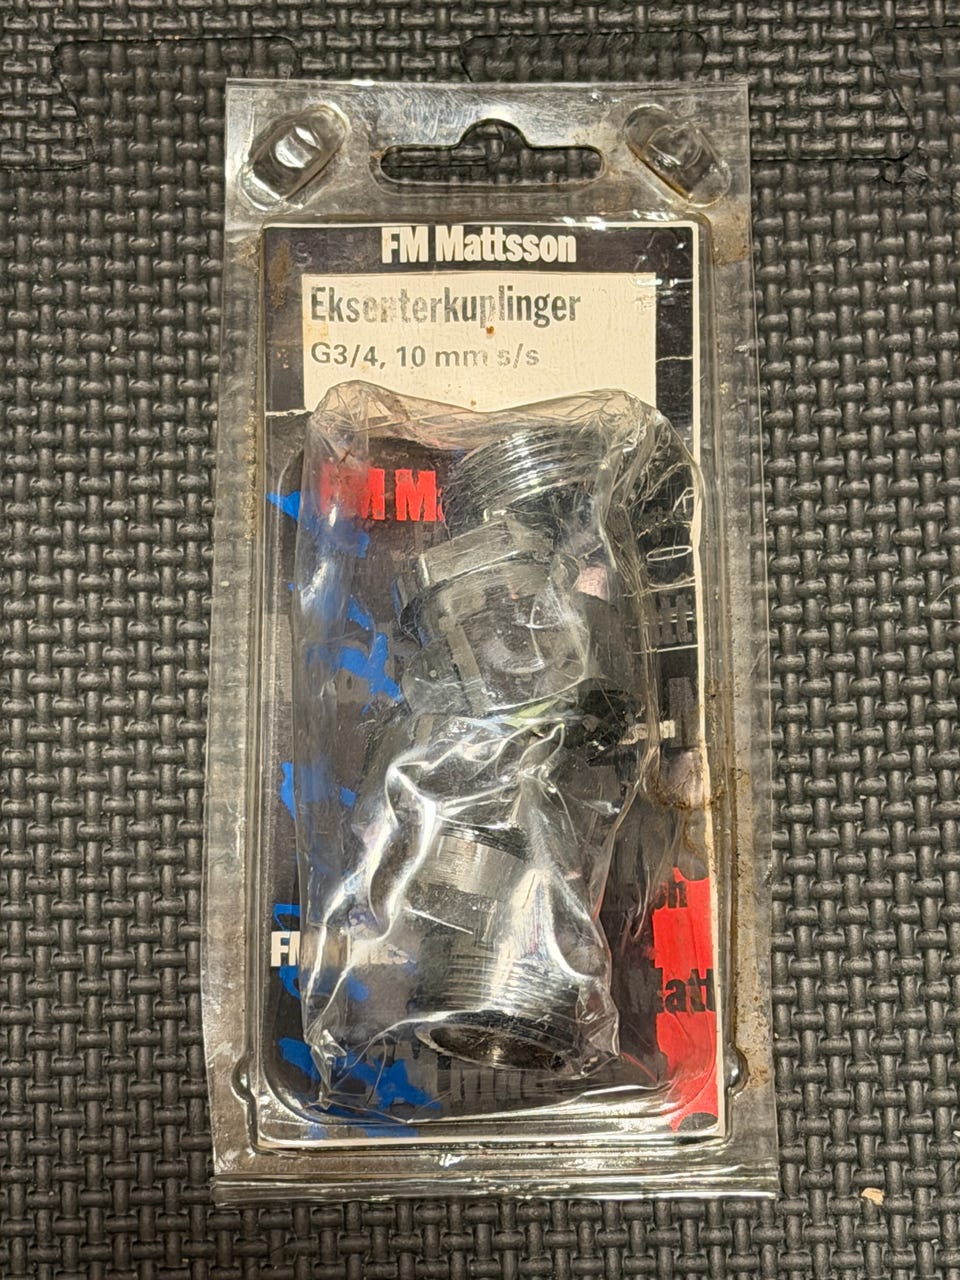 FM Mattsson
Eksenterkuplinger
G3/4, 10 mm s/s